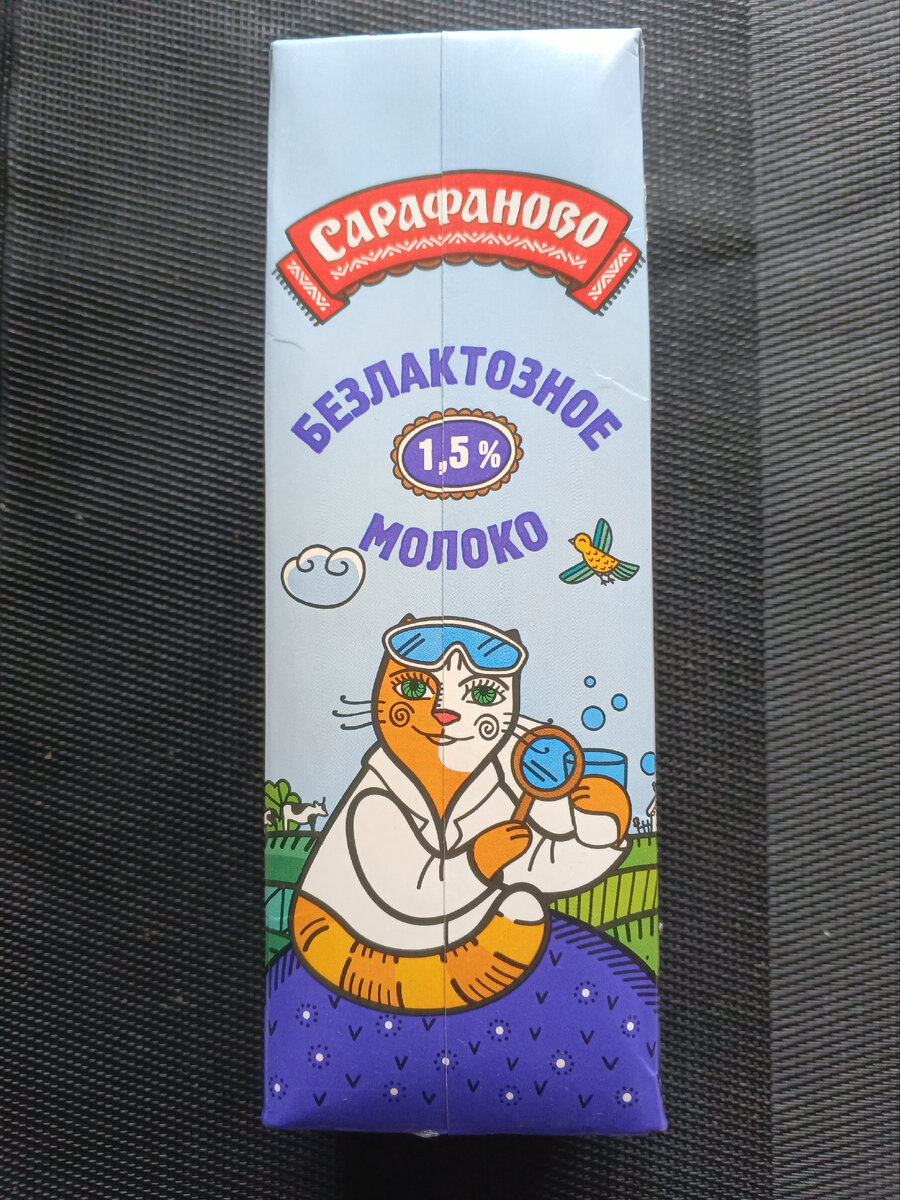 САРАФАНОВО
БЕЗЛАКТОЗНОЕ
1,5 %
МОЛОКО